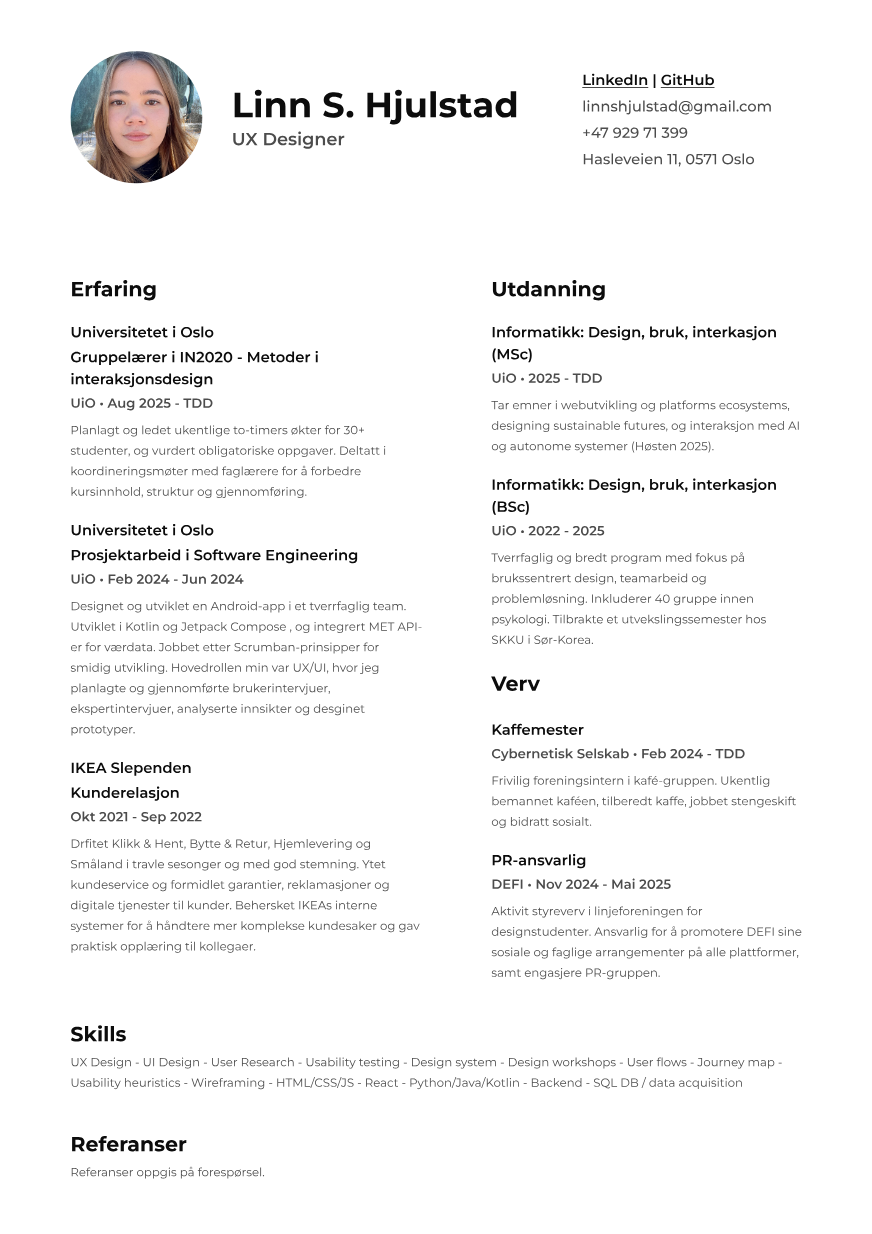 Linn S. Hjulstad
UX Designer
LinkedIn | GitHub
linnshjulstad@gmail.com
+47 929 71 399
Hasleveien 11, 0571 Oslo
Erfaring
Universitetet i Oslo
Gruppelærer i IN2020 - Metoder i
interaksjonsdesign
UiO • Aug 2025 - TDD
Planlagt og ledet ukentlige to-timers økter for 30+
studenter, og vurdert obligatoriske oppgaver. Deltatt i
koordineringsmøter med faglærere for å forbedre
kursinnhold, struktur og gjennomføring.
Universitetet i Oslo
Prosjektarbeid i Software Engineering
UiO • Feb 2024 - Jun 2024
Designet og utviklet en Android-app i et tverrfaglig team.
Utviklet i Kotlin og Jetpack Compose , og integrert MET API-
er for værdata. Jobbet etter Scrumban-prinsipper for
smidig utvikling. Hovedrollen min var UX/UI, hvor jeg
planlagte og gjennomførte brukerintervjuer,
ekspertintervjuer, analyserte innsikter og desginet
prototyper.
IKEA Slependen
Kunderelasjon
Okt 2021 - Sep 2022
Drfitet Klikk & Hent, Bytte & Retur, Hjemlevering og
Småland i travle sesonger og med god stemning. Ytet
kundeservice og formidlet garantier, reklamasjoner og
digitale tjenester til kunder. Behersket IKEAs interne
systemer for å håndtere mer komplekse kundesaker og gav
praktisk opplæring til kollegaer.
Utdanning
Informatikk: Design, bruk, interkasjon
(MSc)
UiO • 2025 - TDD
Tar emner i webutvikling og platforms ecosystems,
designing sustainable futures, og interaksjon med AI
og autonome systemer (Høsten 2025).
Informatikk: Design, bruk, interkasjon
(BSc)
UiO • 2022 - 2025
Tverrfaglig og bredt program med fokus på
brukssentrert design, teamarbeid og
problemløsning. Inkluderer 40 gruppe innen
psykologi. Tilbrakte et utvekslingssemester hos
SKKU i Sør-Korea.
Verv
Kaffemester
Cybernetisk Selskab • Feb 2024 - TDD
Frivilig foreningsintern i kafé-gruppen. Ukentlig
bemannet kaféen, tilberedt kaffe, jobbet stengeskift
og bidratt sosialt.
PR-ansvarlig
DEFI • Nov 2024 - Mai 2025
Aktivit styreverv i linjeforeningen for
designstudenter. Ansvarlig for å promotere DEFI sine
sosiale og faglige arrangementer på alle plattformer,
samt engasjere PR-gruppen.
Skills
UX Design - UI Design - User Research - Usability testing - Design system - Design workshops - User flows - Journey map -
Usability heuristics - Wireframing - HTML/CSS/JS - React - Python/Java/Kotlin - Backend - SQL DB / data acquisition
Referanser
Referanser oppgis på forespørsel.